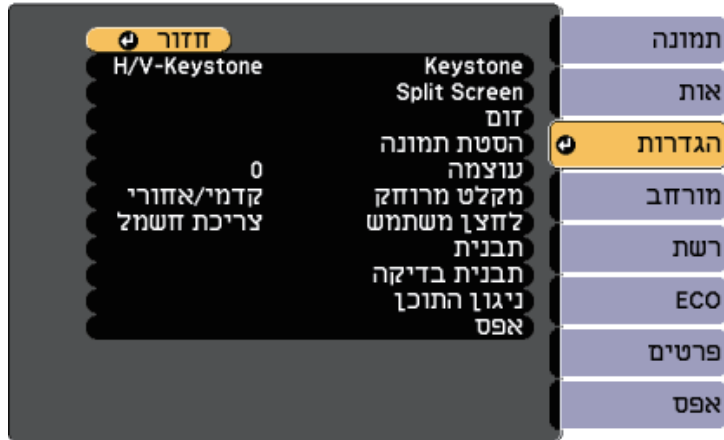 תמונה
אות
הגדרות
מורחב
רשת
ECO
פרטים
אפס
חזור
Keystone H/V-Keystone
Split Screen
זום
הסטת תמונה
עוצמה 0
מקלט מרוחק קדמי/אחורי
לחצן משתמש צריכת חשמל
תבנית
תבנית בדיקה
ניגון התוכן
אפס